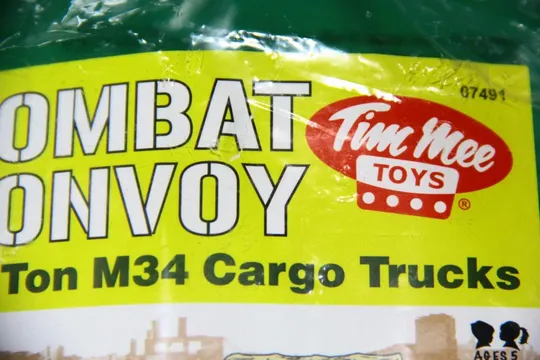 07491
OMBAT
ONVOY
Tim Mee
TOYS
®
Ton M34 Cargo Trucks
AGES 5